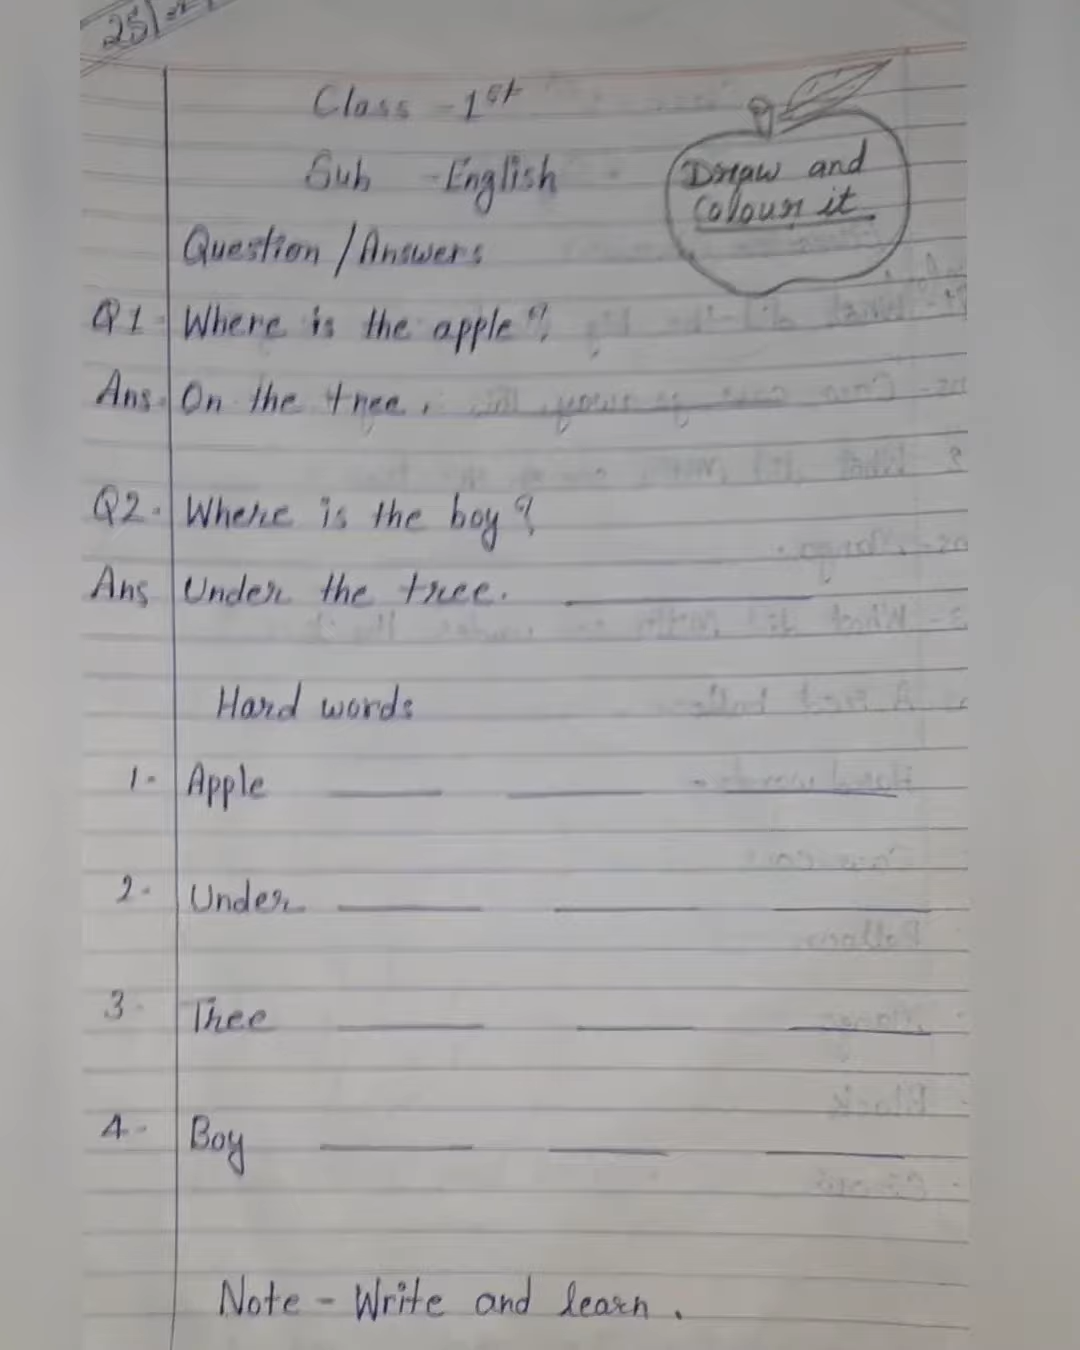 25/
Class - 1st
Sub - English
Draw and
Colour it
Question / Answers
Q1 Where is the apple?
Ans. On the tree.
Q2. Where is the boy?
Ans Under the tree.
Hard words
1. Apple
2. Under
3. Tree
4. Boy
Note - Write and learn.